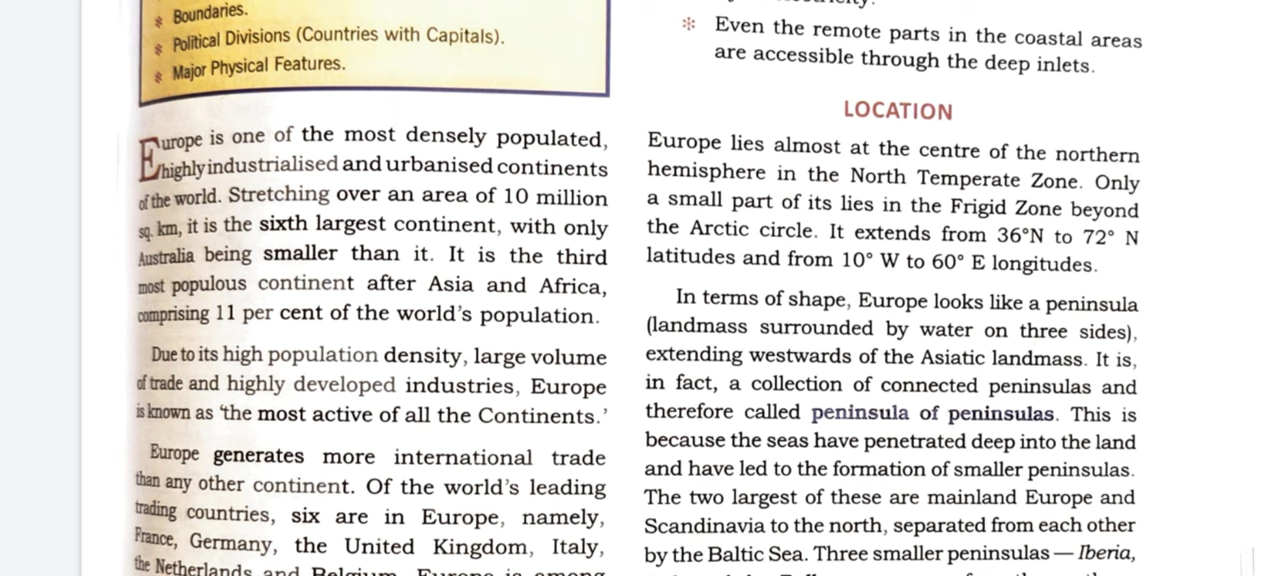 * Boundaries.
* Political Divisions (Countries with Capitals).
* Major Physical Features.
Europe is one of the most densely populated,
highly industrialised and urbanised continents
of the world. Stretching over an area of 10 million
sq. km, it is the sixth largest continent, with only
Australia being smaller than it. It is the third
most populous continent after Asia and Africa,
comprising 11 per cent of the world's population.
Due to its high population density, large volume
of trade and highly developed industries, Europe
is known as 'the most active of all the Continents.'
Europe generates more international trade
than any other continent. Of the world's leading
trading countries, six are in Europe, namely,
France, Germany, the United Kingdom, Italy,
the Netherlands and Belgium. Europe is among
* Even the remote parts in the coastal areas
are accessible through the deep inlets.
LOCATION
Europe lies almost at the centre of the northern
hemisphere in the North Temperate Zone. Only
a small part of its lies in the Frigid Zone beyond
the Arctic circle. It extends from 36°N to 72° N
latitudes and from 10° W to 60° E longitudes.
In terms of shape, Europe looks like a peninsula
(landmass surrounded by water on three sides),
extending westwards of the Asiatic landmass. It is,
in fact, a collection of connected peninsulas and
therefore called peninsula of peninsulas. This is
because the seas have penetrated deep into the land
and have led to the formation of smaller peninsulas.
The two largest of these are mainland Europe and
Scandinavia to the north, separated from each other
by the Baltic Sea. Three smaller peninsulas — Iberia,